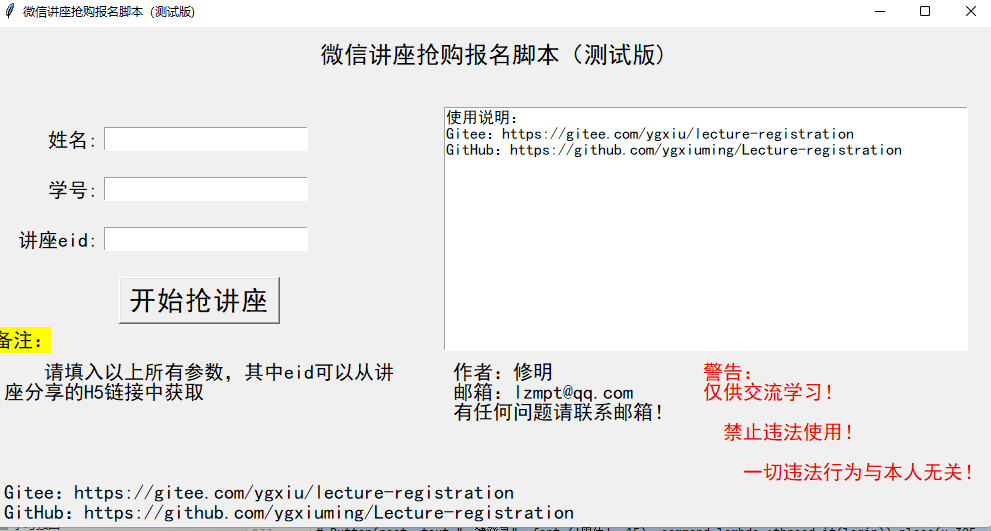 微信讲座抢购报名脚本（测试版）
微信讲座抢购报名脚本（测试版）
姓名：
学号：
讲座eid：
开始抢讲座
使用说明：
Gitee：https://gitee.com/ygxiu/lecture-registration
GitHub：https://github.com/ygxiuming/Lecture-registration
备注：
请填入以上所有参数，其中eid可以从讲
座分享的H5链接中获取
作者：修明
邮箱：lzmpt@qq.com
有任何问题请联系邮箱！
警告：
仅供交流学习！
禁止违法使用！
一切违法行为与本人无关！
Gitee：https://gitee.com/ygxiu/lecture-registration
GitHub：https://github.com/ygxiuming/Lecture-registration